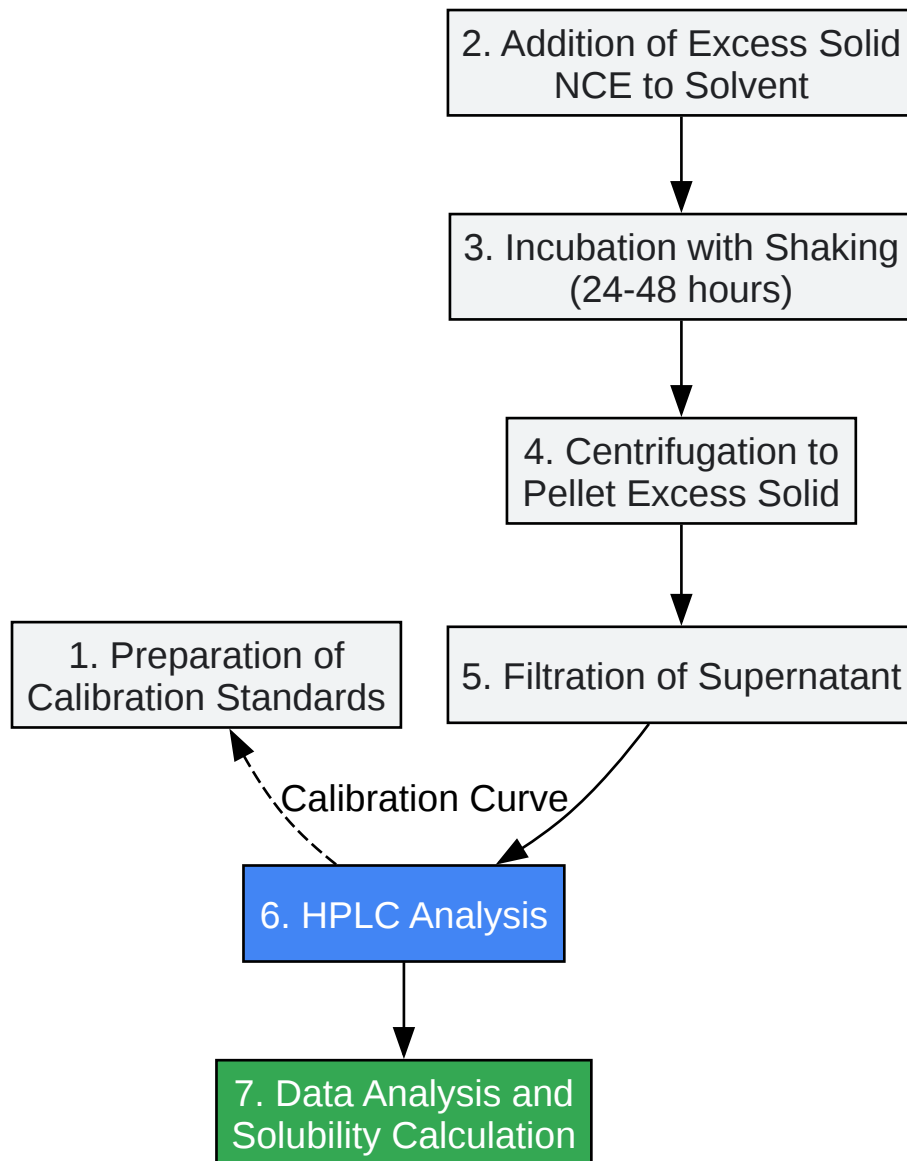 2. Addition of Excess Solid
NCE to Solvent
3. Incubation with Shaking
(24-48 hours)
4. Centrifugation to
Pellet Excess Solid
1. Preparation of
Calibration Standards
5. Filtration of Supernatant
Calibration Curve
6. HPLC Analysis
7. Data Analysis and
Solubility Calculation